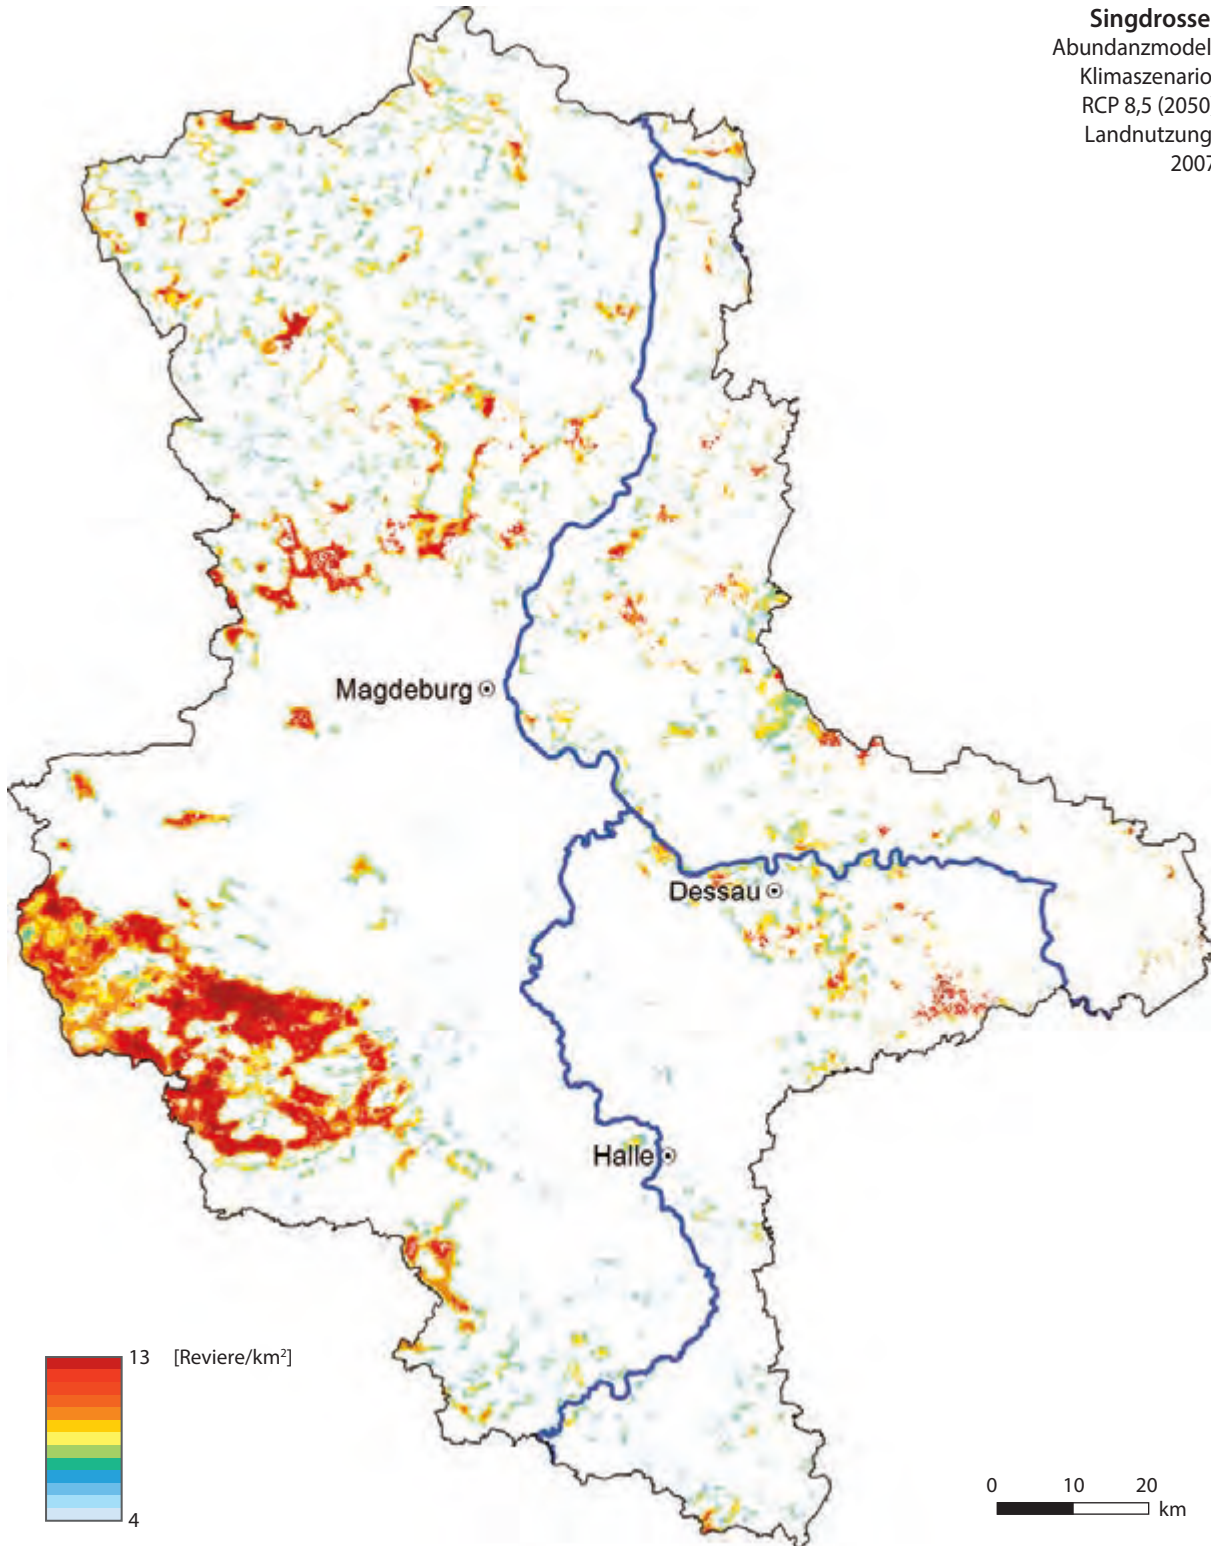 Singdrosse
Abundanzmodel
Klimaszenario
RCP 8,5 (2050
Landnutzung
2007
Magdeburg
Dessau
Halle
13 [Reviere/km²]
4
0 10 20
km